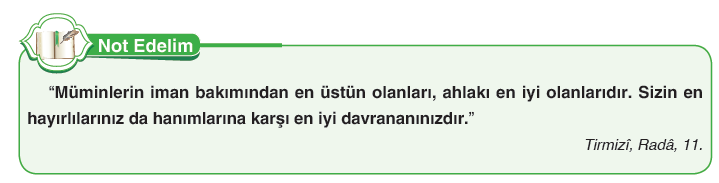 Not Edelim
“Müminlerin iman bakımından en üstün olanları, ahlakı en iyi olanlarıdır. Sizin en
hayırlılarınız da hanımlarına karşı en iyi davrananınızdır.”
Tirmizî, Radâ, 11.